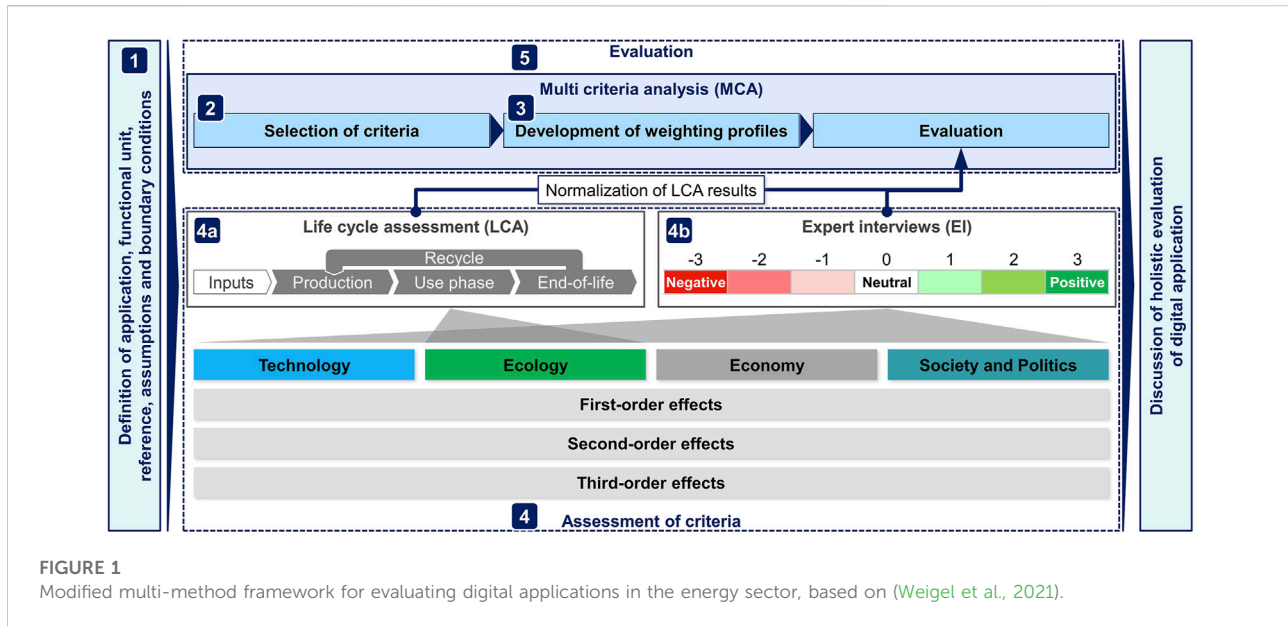 1
Definition of application, functional unit,
reference, assumptions and boundary conditions
5
Evaluation
Multi criteria analysis (MCA)
2
Selection of criteria
3
Development of weighting profiles
Evaluation
Normalization of LCA results
4a
Life cycle assessment (LCA)
Recycle
Inputs
Production
Use phase
End-of-life
4b
Expert interviews (EI)
-3 -2 -1 0 1 2 3
Negative Neutral Positive
Technology
Ecology
Economy
Society and Politics
First-order effects
Second-order effects
Third-order effects
4
Assessment of criteria
Discussion of holistic evaluation
of digital application
FIGURE 1
Modified multi-method framework for evaluating digital applications in the energy sector, based on (Weigel et al., 2021).